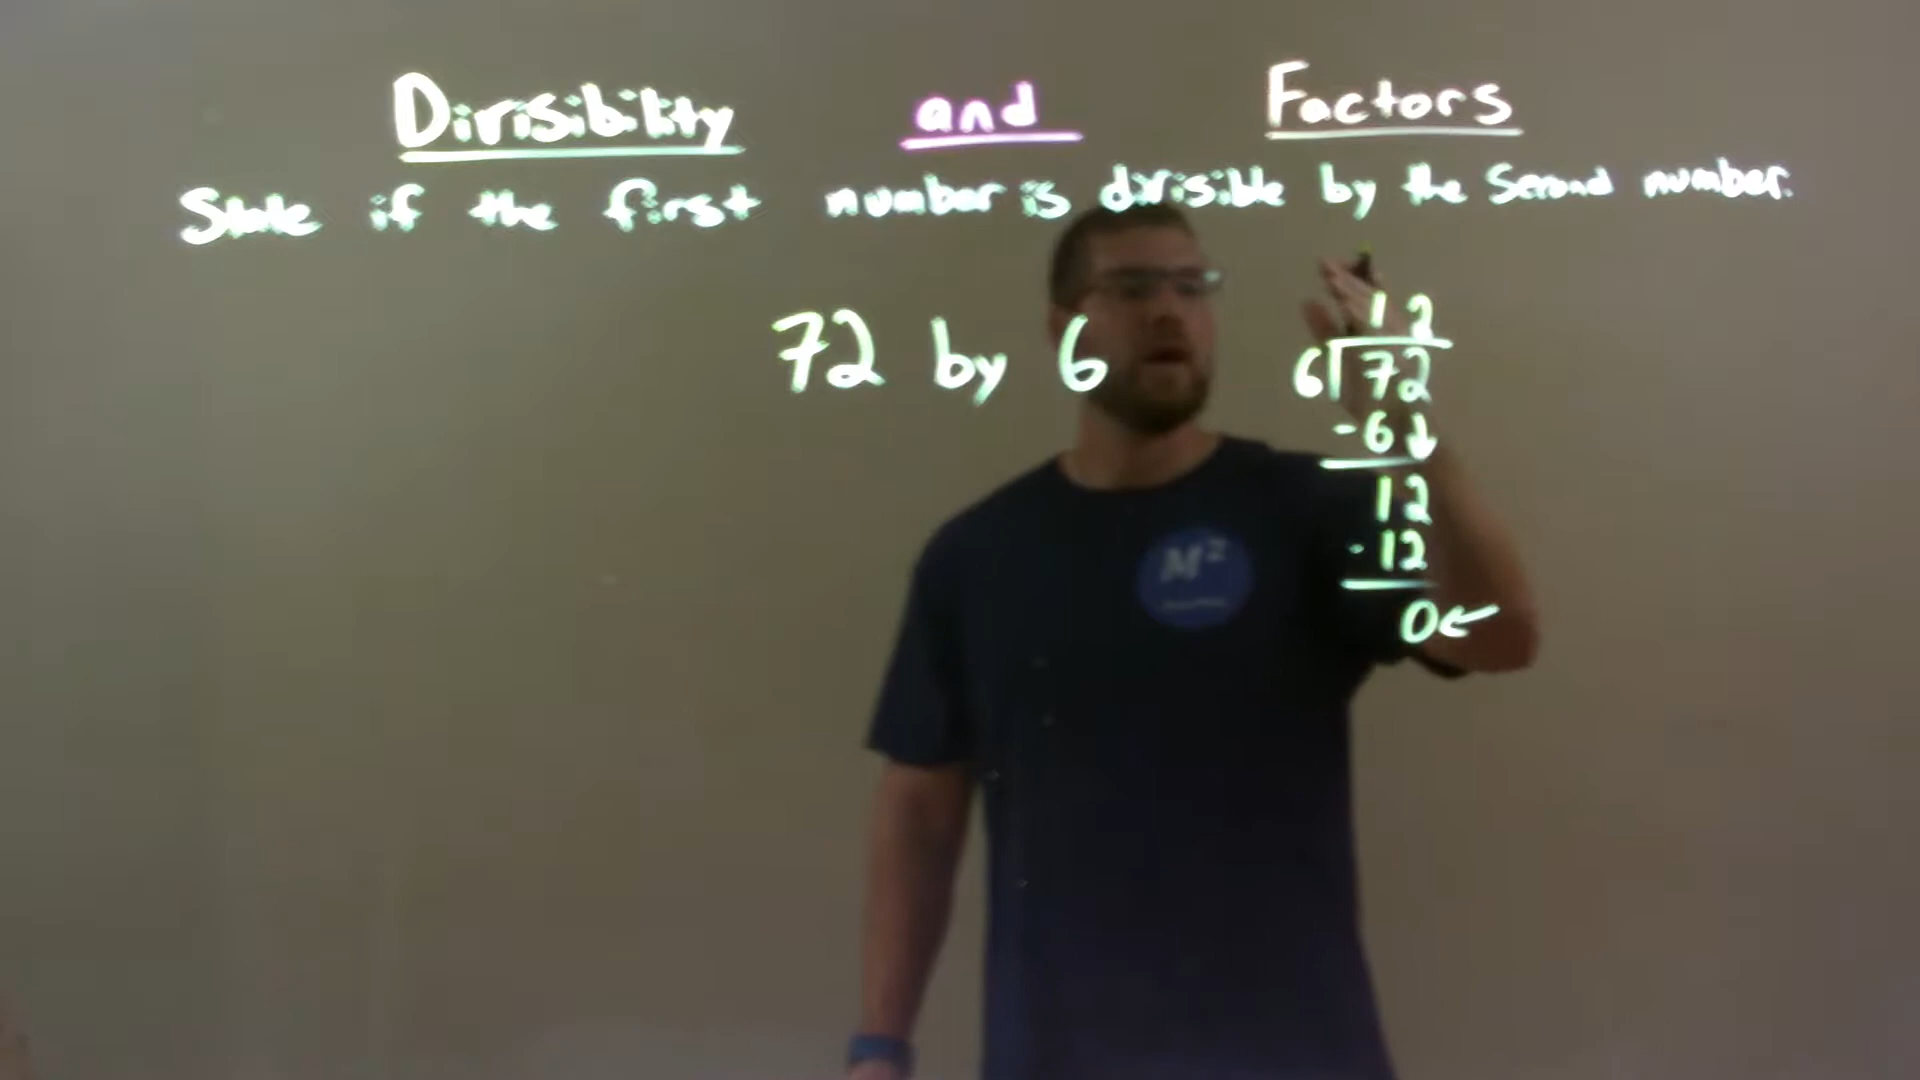 Divisibility and Factors
State if the first number is divisible by the Second number.
72 by 6
12
6 72
-6↓
12
-12
0←
M²